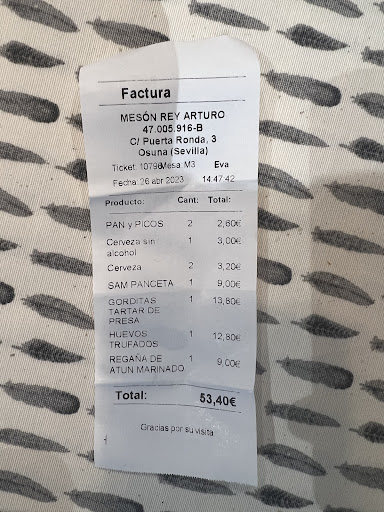 Factura
MESÓN REY ARTURO
47.005.916-B
C/ Puerta Ronda, 3
Osuna (Sevilla)
Ticket: 10796 Mesa: M3 Eva
Fecha: 26 abr 2023 14:47:42
Producto: Cant: Total:
PAN y PICOS 2 2,60€
Cerveza sin 1 3,00€
alcohol
Cerveza 2 3,20€
SAM PANCETA 1 9,00€
GORDITAS 1 13,80€
TARTAR DE
PRESA
HUEVOS 1 12,80€
TRUFADOS
REGAÑA DE 1 9,00€
ATUN MARINADO
Total: 53,40€
Gracias por su visita